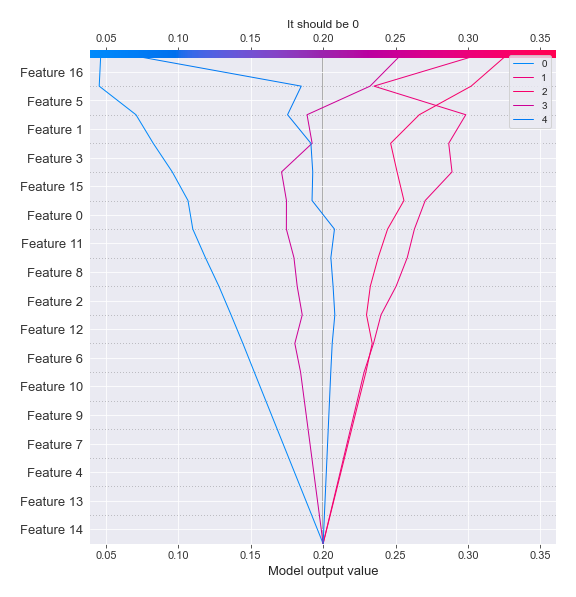 It should be 0
0.05 0.10 0.15 0.20 0.25 0.30 0.35
0
1
2
3
4
Feature 16
Feature 5
Feature 1
Feature 3
Feature 15
Feature 0
Feature 11
Feature 8
Feature 2
Feature 12
Feature 6
Feature 10
Feature 9
Feature 7
Feature 4
Feature 13
Feature 14
0.05 0.10 0.15 0.20 0.25 0.30 0.35
Model output value